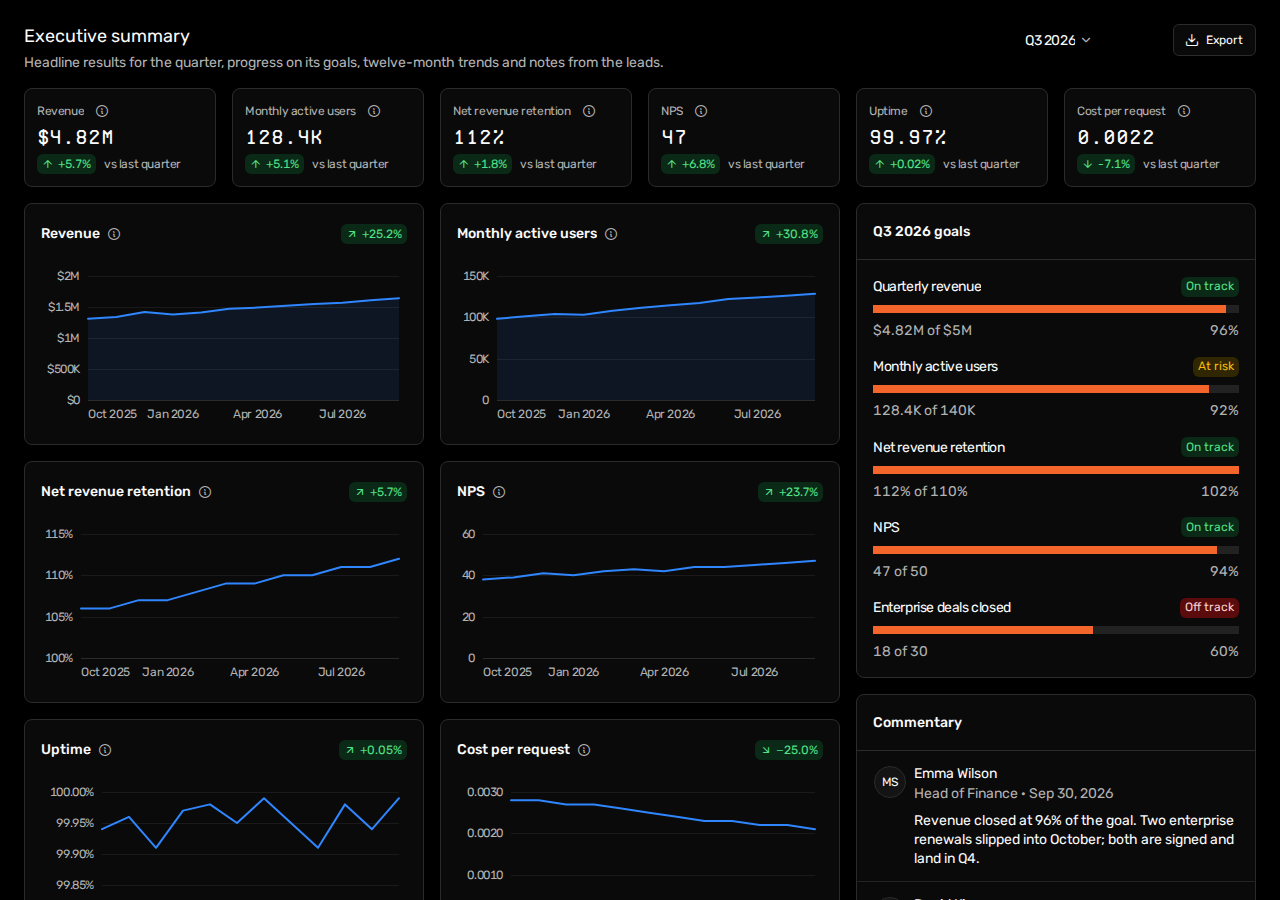 Executive summary
Headline results for the quarter, progress on its goals, twelve-month trends and notes from the leads.
Q3 2026
Export
Revenue
$4.82M
+5.7% vs last quarter
Monthly active users
128.4K
+5.1% vs last quarter
Net revenue retention
112%
+1.8% vs last quarter
NPS
47
+6.8% vs last quarter
Uptime
99.97%
+0.02% vs last quarter
Cost per request
0.0022
-7.1% vs last quarter
Revenue
+25.2%
$2M
$1.5M
$1M
$500K
$0
Oct 2025 Jan 2026 Apr 2026 Jul 2026
Monthly active users
+30.8%
150K
100K
50K
0
Oct 2025 Jan 2026 Apr 2026 Jul 2026
Net revenue retention
+5.7%
115%
110%
105%
100%
Oct 2025 Jan 2026 Apr 2026 Jul 2026
NPS
+23.7%
60
40
20
0
Oct 2025 Jan 2026 Apr 2026 Jul 2026
Uptime
+0.05%
100.00%
99.95%
99.90%
99.85%
Cost per request
−25.0%
0.0030
0.0020
0.0010
Q3 2026 goals
Quarterly revenue On track
$4.82M of $5M 96%
Monthly active users At risk
128.4K of 140K 92%
Net revenue retention On track
112% of 110% 102%
NPS On track
47 of 50 94%
Enterprise deals closed Off track
18 of 30 60%
Commentary
MS
Emma Wilson
Head of Finance • Sep 30, 2026
Revenue closed at 96% of the goal. Two enterprise
renewals slipped into October; both are signed and
land in Q4.